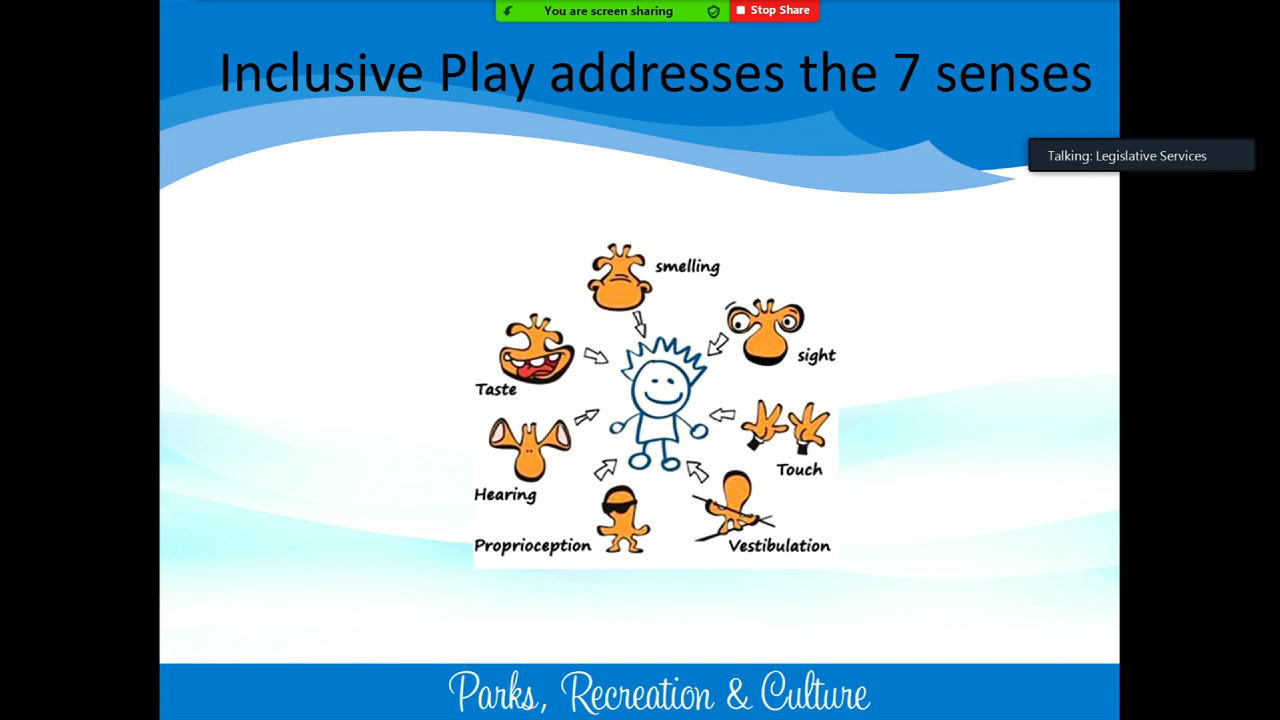 You are screen sharing
Stop Share
Inclusive Play addresses the 7 senses
Talking: Legislative Services
smelling
sight
Taste
Touch
Hearing
Proprioception
Vestibulation
Parks, Recreation & Culture